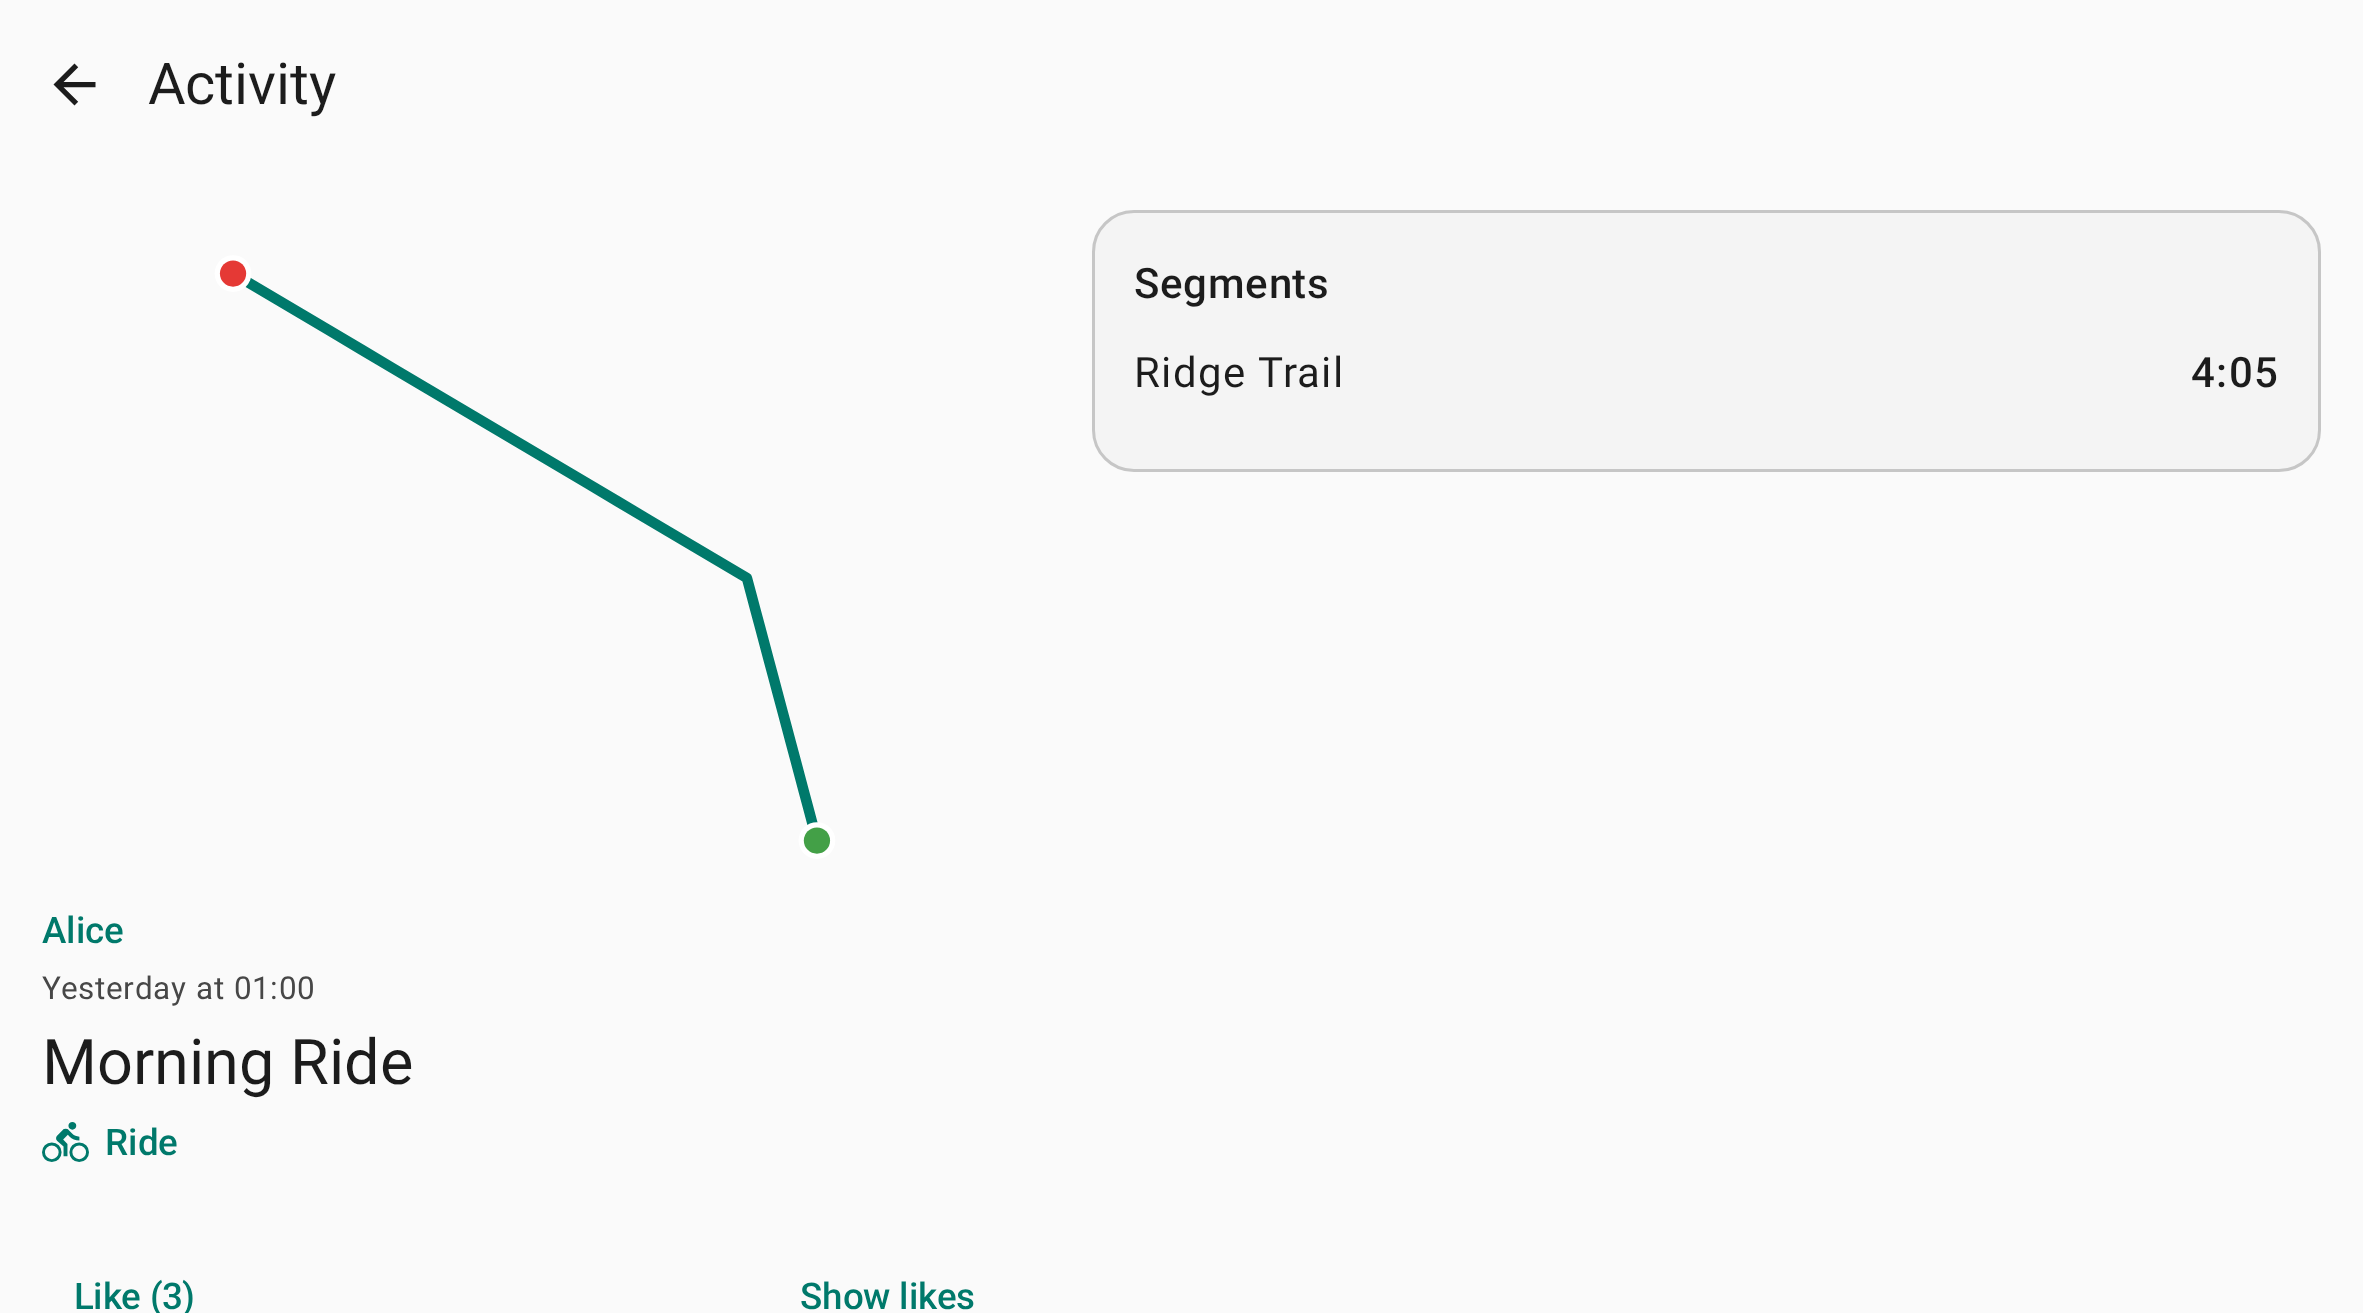 Activity
Segments
Ridge Trail 4:05
Alice
Yesterday at 01:00
Morning Ride
Ride
Like (3) Show likes